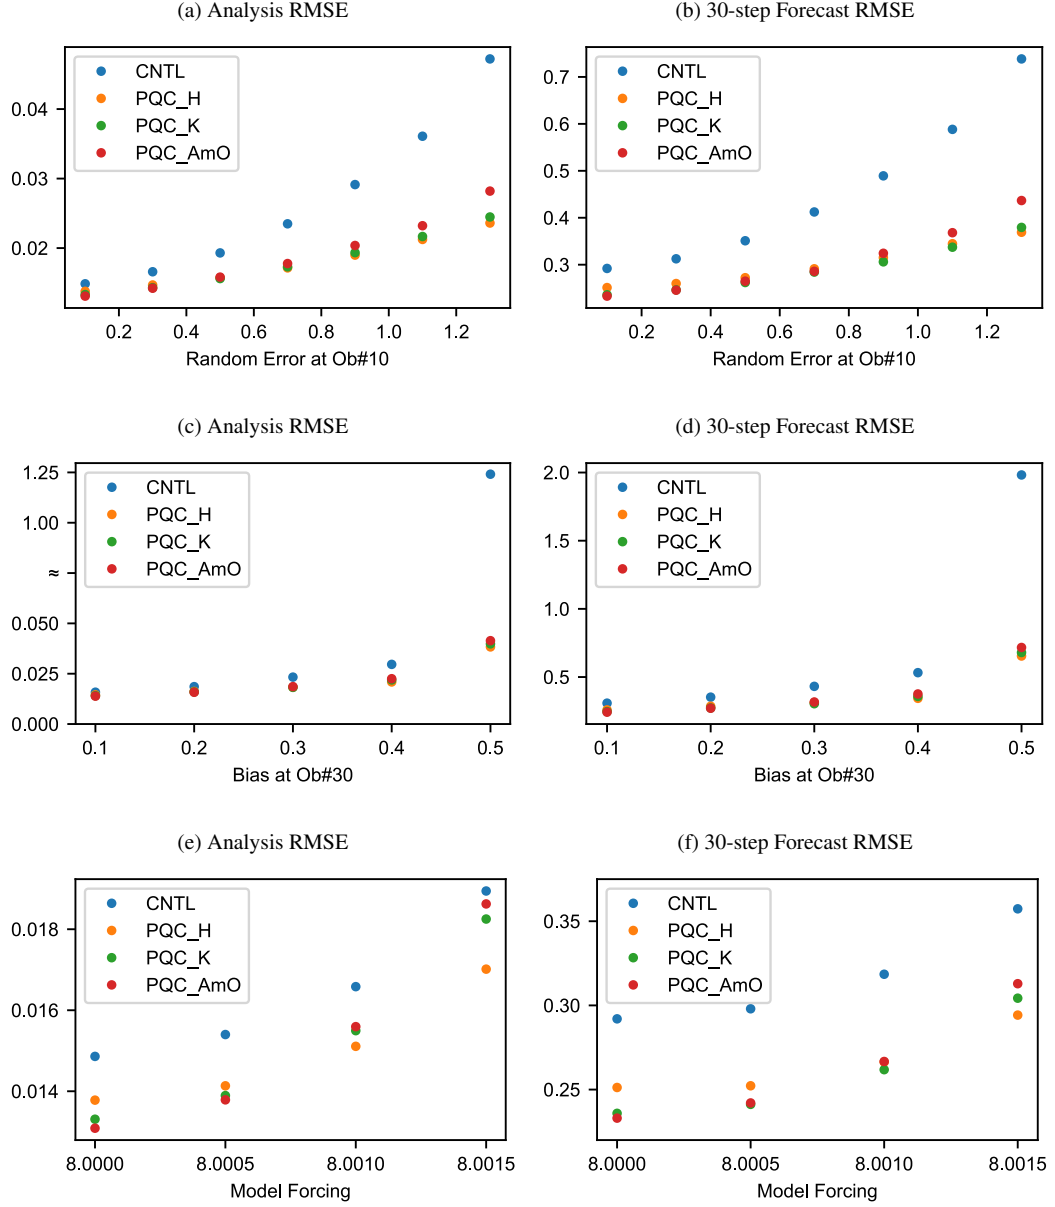 (a) Analysis RMSE
CNTL
PQC_H
PQC_K
PQC_AmO
0.04
0.03
0.02
0.2 0.4 0.6 0.8 1.0 1.2
Random Error at Ob#10
(b) 30-step Forecast RMSE
CNTL
PQC_H
PQC_K
PQC_AmO
0.7
0.6
0.5
0.4
0.3
0.2 0.4 0.6 0.8 1.0 1.2
Random Error at Ob#10
(c) Analysis RMSE
CNTL
PQC_H
PQC_K
PQC_AmO
1.25
1.00
≈
0.050
0.025
0.000
0.1 0.2 0.3 0.4 0.5
Bias at Ob#30
(d) 30-step Forecast RMSE
CNTL
PQC_H
PQC_K
PQC_AmO
2.0
1.5
1.0
0.5
0.1 0.2 0.3 0.4 0.5
Bias at Ob#30
(e) Analysis RMSE
CNTL
PQC_H
PQC_K
PQC_AmO
0.018
0.016
0.014
8.0000 8.0005 8.0010 8.0015
Model Forcing
(f) 30-step Forecast RMSE
CNTL
PQC_H
PQC_K
PQC_AmO
0.35
0.30
0.25
8.0000 8.0005 8.0010 8.0015
Model Forcing